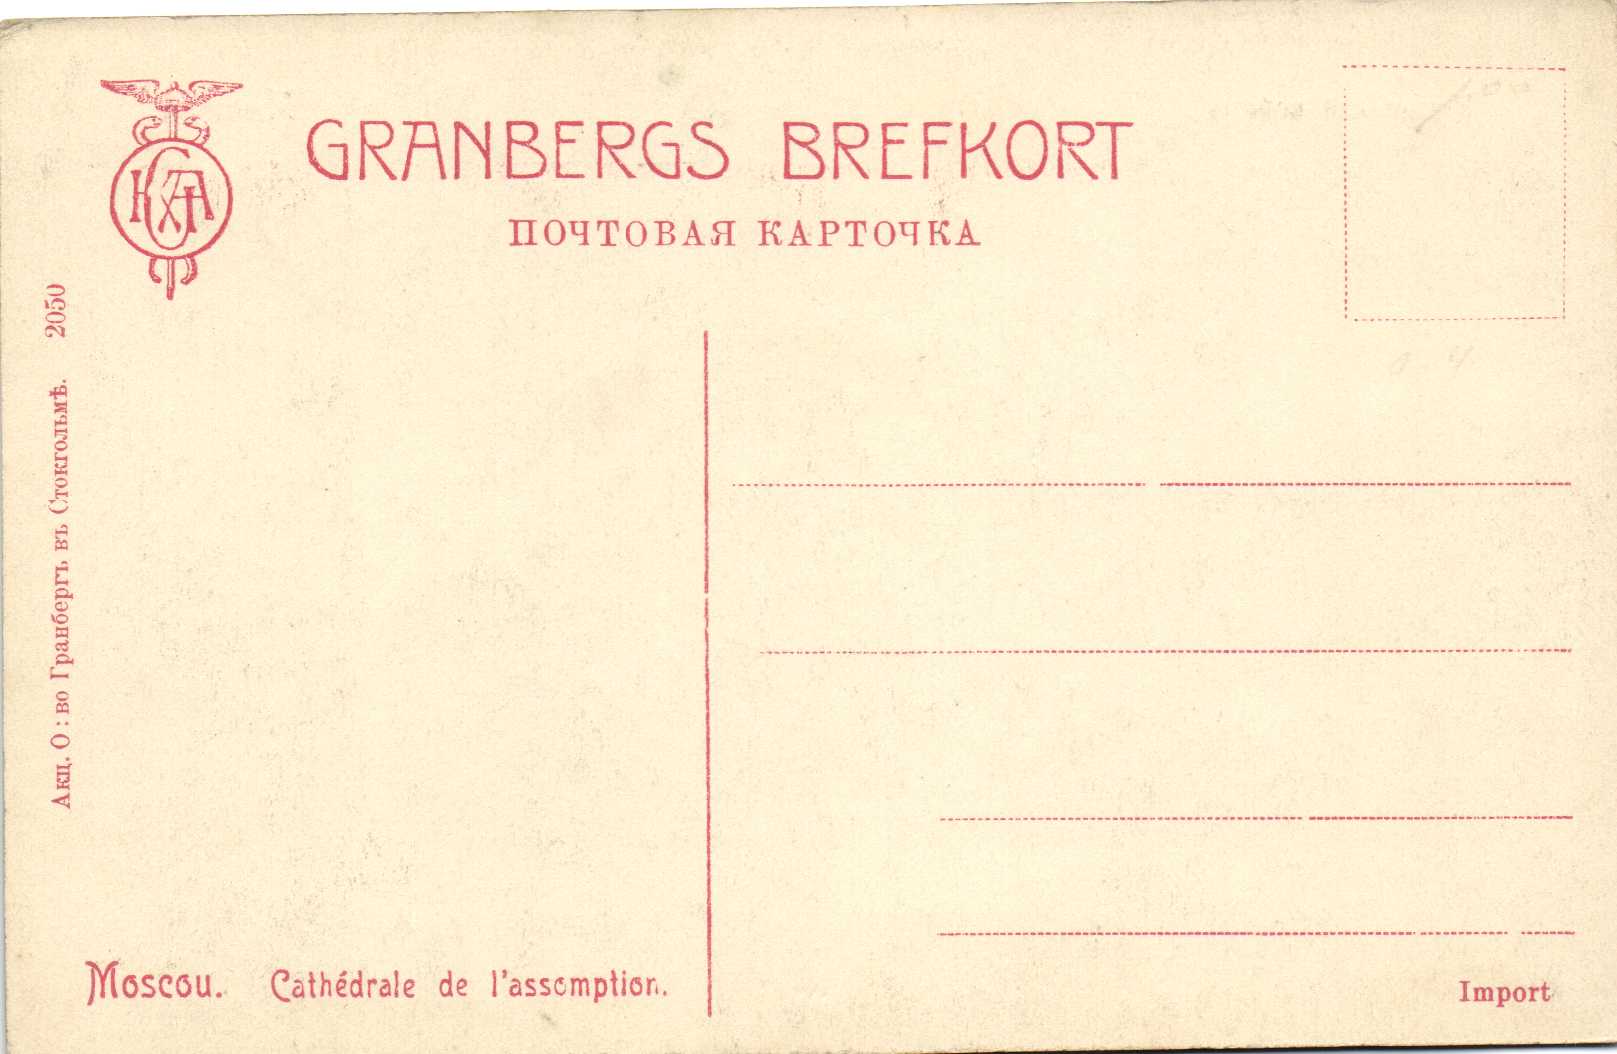 GRANBERGS BREFKORT
ПОЧТОВАЯ КАРТОЧКА
Акц. О: во Гранбергъ въ Стокгольмѣ. 2050
Moscou. Cathédrale de l'assomption.
Import